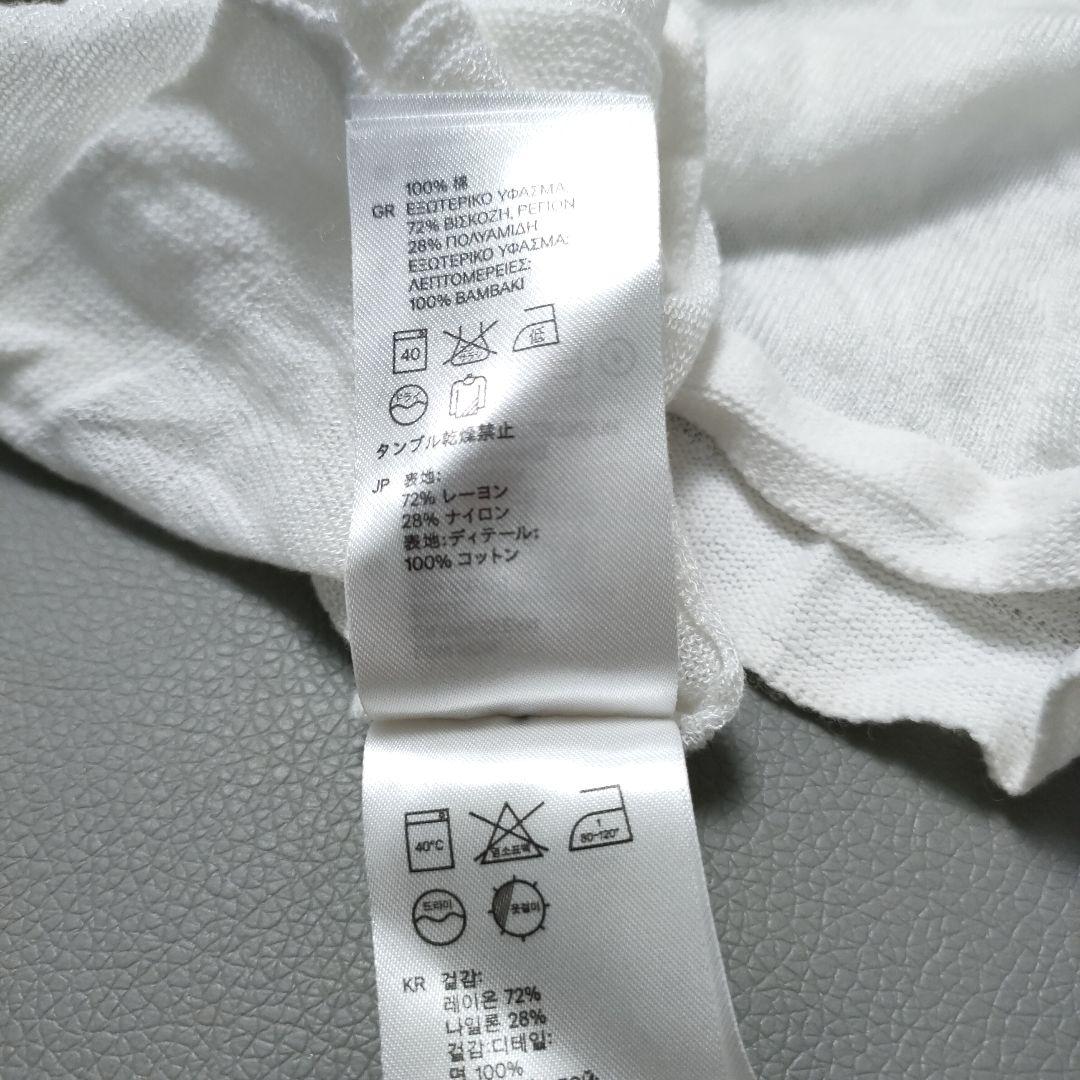 100% 棉
GR ΕΞΩΤΕΡΙΚΟ ΥΦΑΣΜΑ
72% ΒΙΣΚΟΖΗ, ΡΕΓΙΟΝ
28% ΠΟΛΥΑΜΙΔΗ
ΕΞΩΤΕΡΙΚΟ ΥΦΑΣΜΑ:
ΛΕΠΤΟΜΕΡΕΙΕΣ:
100% ΒΑΜΒΑΚΙ
40 低
ドライ
タンブル乾燥禁止
JP 表地:
72% レーヨン
28% ナイロン
表地:ディテール:
100% コットン
40°C 염소표백 1 80-120°
드라이 옷걸이
KR 겉감:
레이온 72%
나일론 28%
겉감:디테일:
면 100%